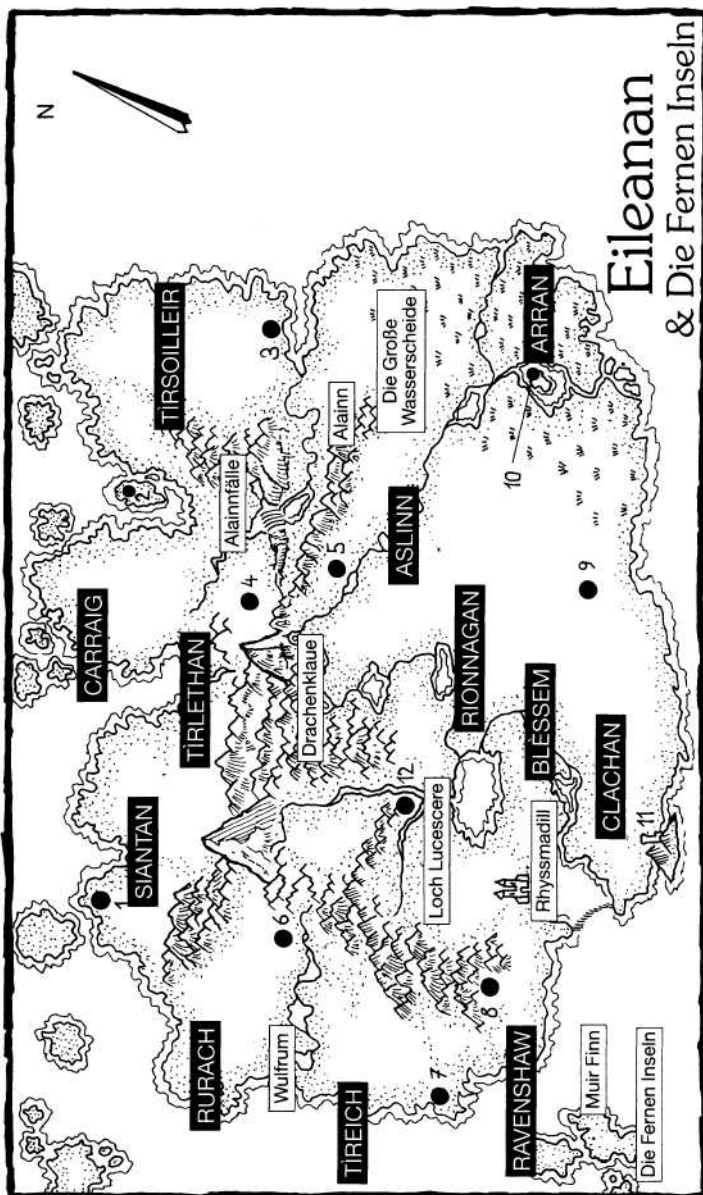 N
CARRAIG
1
2
SIANTAN
TÌRSOILLEIR
TÌRLETHAN
RURACH
Alainnfälle
4
3
Wulfrum
6
Drachenklaue
5
Alainn
TÌREICH
Die Große
Wasserscheide
ASLINN
12
7
Loch Lucescere
RIONNAGAN
8
10
RAVENSHAW
Rhyssmadill
BLÈSSEM
ARRAN
9
Muir Finn
CLACHAN
Die Fernen Inseln
11
Eileanan
& Die Fernen Inseln